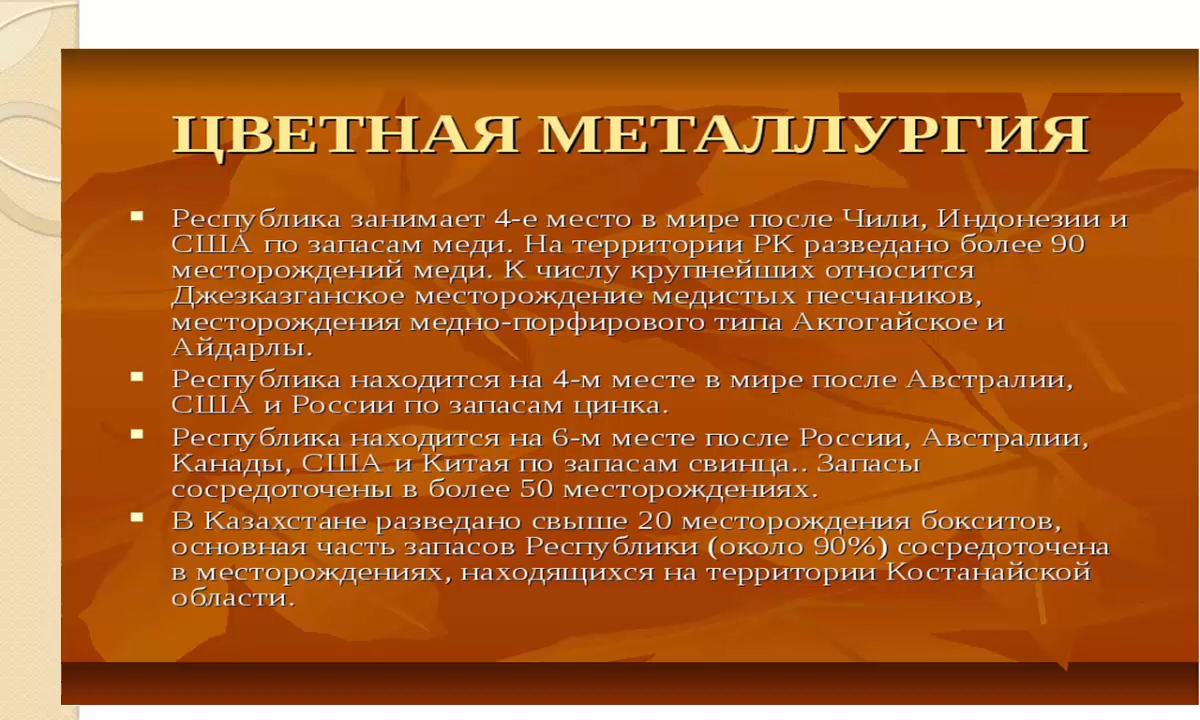 ЦВЕТНАЯ МЕТАЛЛУРГИЯ
Республика занимает 4-е место в мире после Чили, Индонезии и
США по запасам меди. На территории РК разведано более 90
месторождений меди. К числу крупнейших относится
Джезказганское месторождение медистых песчаников,
месторождения медно-порфирового типа Актогайское и
Айдарлы.
Республика находится на 4-м месте в мире после Австралии,
США и России по запасам цинка.
Республика находится на 6-м месте после России, Австралии,
Канады, США и Китая по запасам свинца.. Запасы
сосредоточены в более 50 месторождениях.
В Казахстане разведано свыше 20 месторождения бокситов,
основная часть запасов Республики (около 90%) сосредоточена
в месторождениях, находящихся на территории Костанайской
области.